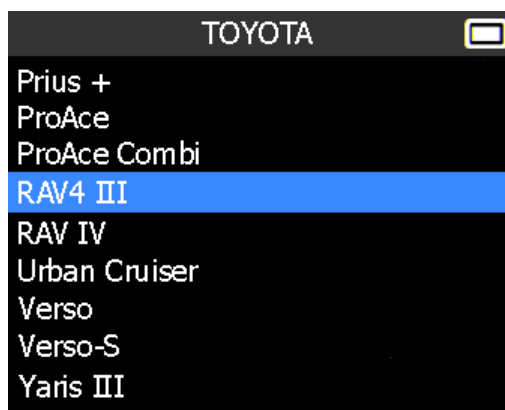 TOYOTA
Prius +
ProAce
ProAce Combi
RAV4 III
RAV IV
Urban Cruiser
Verso
Verso-S
Yaris III